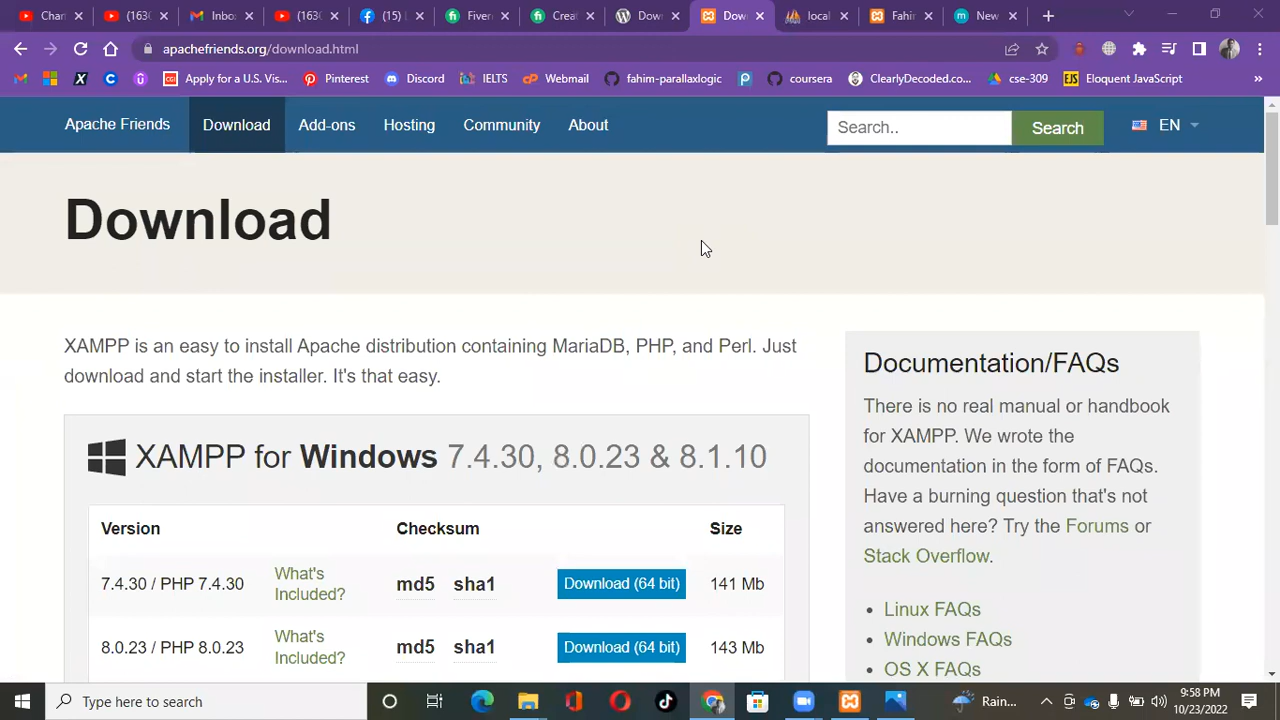 Chan
(163
Inbo
(163
(15)
Fiver
Creat
Dow
Dow
local
Fahir
New
apachefriends.org/download.html
Apply for a U.S. Vis...
Pinterest
Discord
IELTS
Webmail
fahim-parallaxlogic
coursera
ClearlyDecoded.co...
cse-309
EJS
Eloquent JavaScript
»
Apache Friends
Download
Add-ons
Hosting
Community
About
Search..
Search
EN
Download
XAMPP is an easy to install Apache distribution containing MariaDB, PHP, and Perl. Just
download and start the installer. It's that easy.
XAMPP for Windows 7.4.30, 8.0.23 & 8.1.10
Version
Checksum
Size
7.4.30 / PHP 7.4.30
What's
Included?
md5
sha1
Download (64 bit)
141 Mb
8.0.23 / PHP 8.0.23
What's
Included?
md5
sha1
Download (64 bit)
143 Mb
Documentation/FAQs
There is no real manual or handbook
for XAMPP. We wrote the
documentation in the form of FAQs.
Have a burning question that's not
answered here? Try the Forums or
Stack Overflow.
• Linux FAQs
• Windows FAQs
• OS X FAQs
Type here to search
Rain...
9:58 PM
10/23/2022